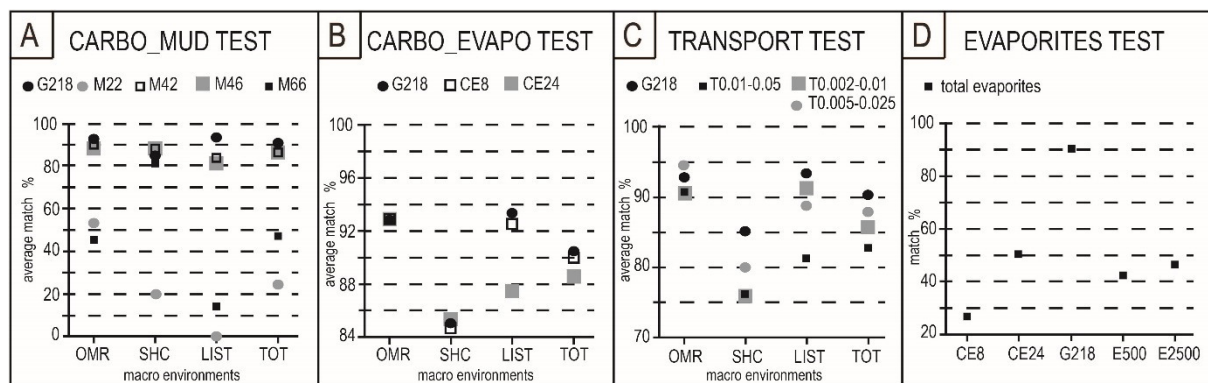 A CARBO_MUD TEST
G218 M22 M42 M46 M66
average match %
100
80
60
40
20
0
OMR SHC LIST TOT
macro environments
B CARBO_EVAPO TEST
G218 CE8 CE24
average match %
100
96
92
88
84
OMR SHC LIST TOT
macro environments
C TRANSPORT TEST
G218 T0.01-0.05 T0.002-0.01
T0.005-0.025
average match %
100
90
80
70
OMR SHC LIST TOT
macro environments
D EVAPORITES TEST
total evaporites
match %
100
80
60
40
20
CE8 CE24 G218 E500 E2500